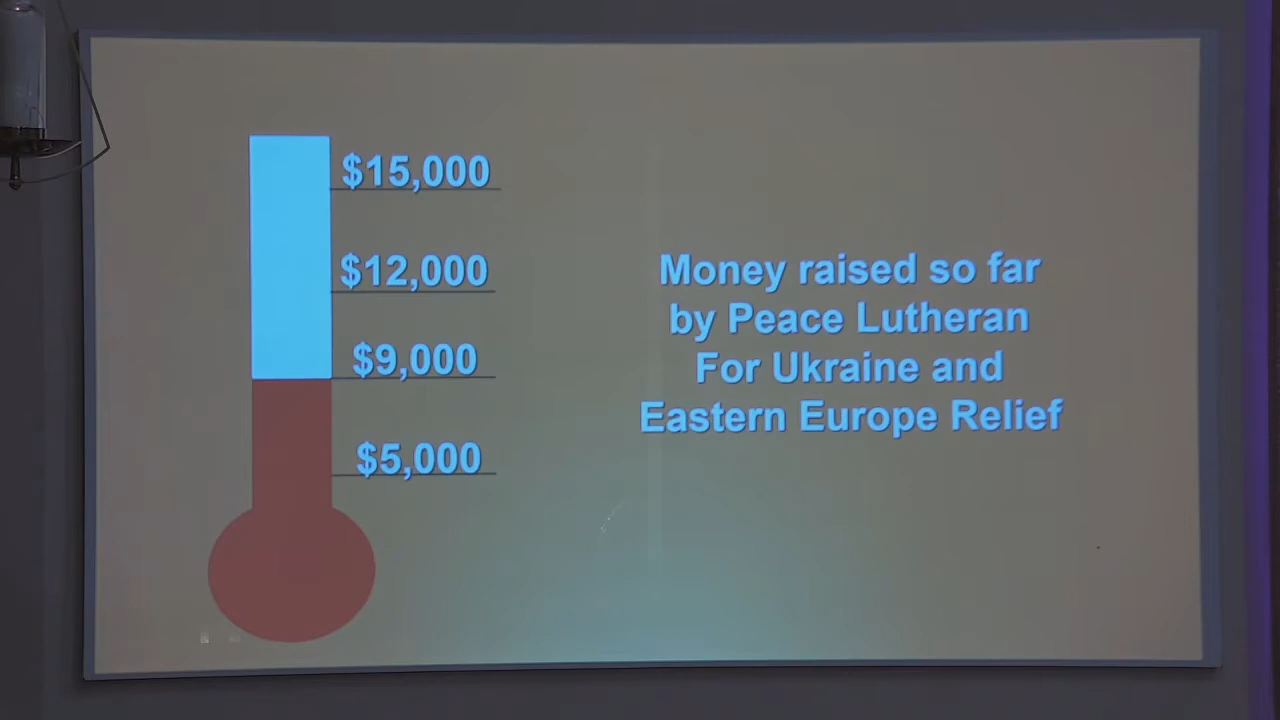 $15,000
$12,000
$9,000
$5,000
Money raised so far
by Peace Lutheran
For Ukraine and
Eastern Europe Relief